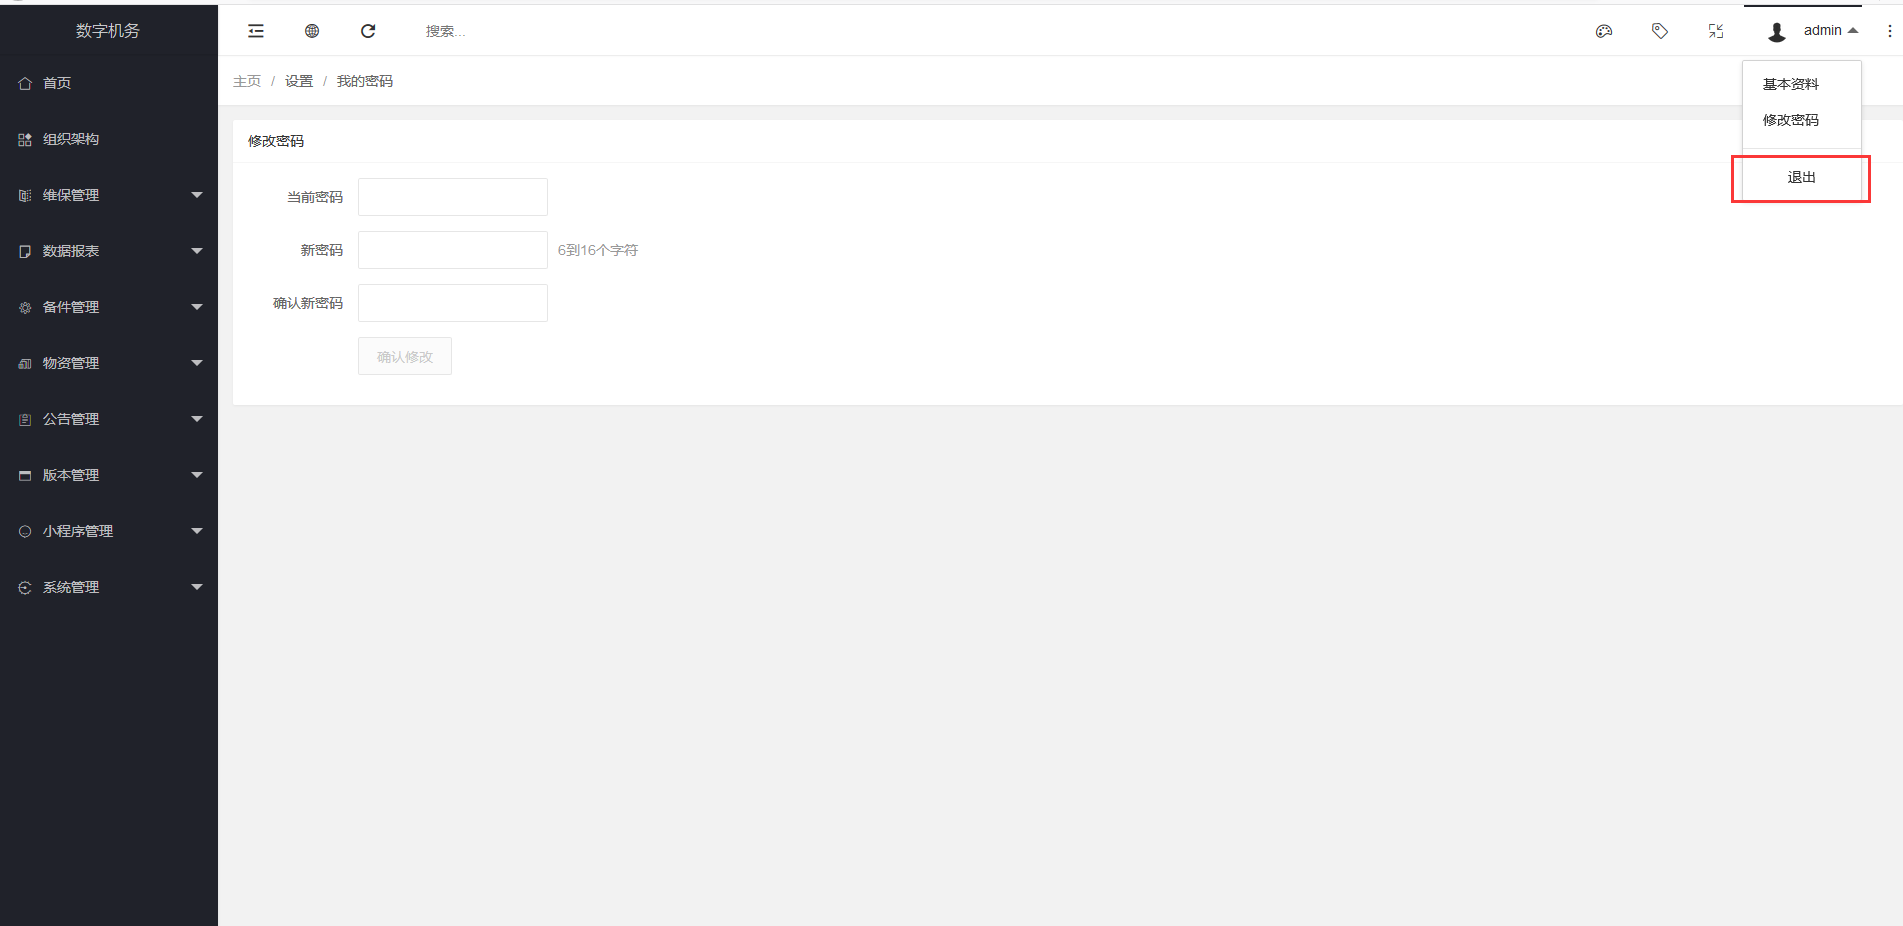 数字机务
搜索...
admin
首页
组织架构
维保管理
数据报表
备件管理
物资管理
公告管理
版本管理
小程序管理
系统管理
主页 / 设置 / 我的密码
基本资料
修改密码
退出
修改密码
当前密码
新密码 6到16个字符
确认新密码
确认修改